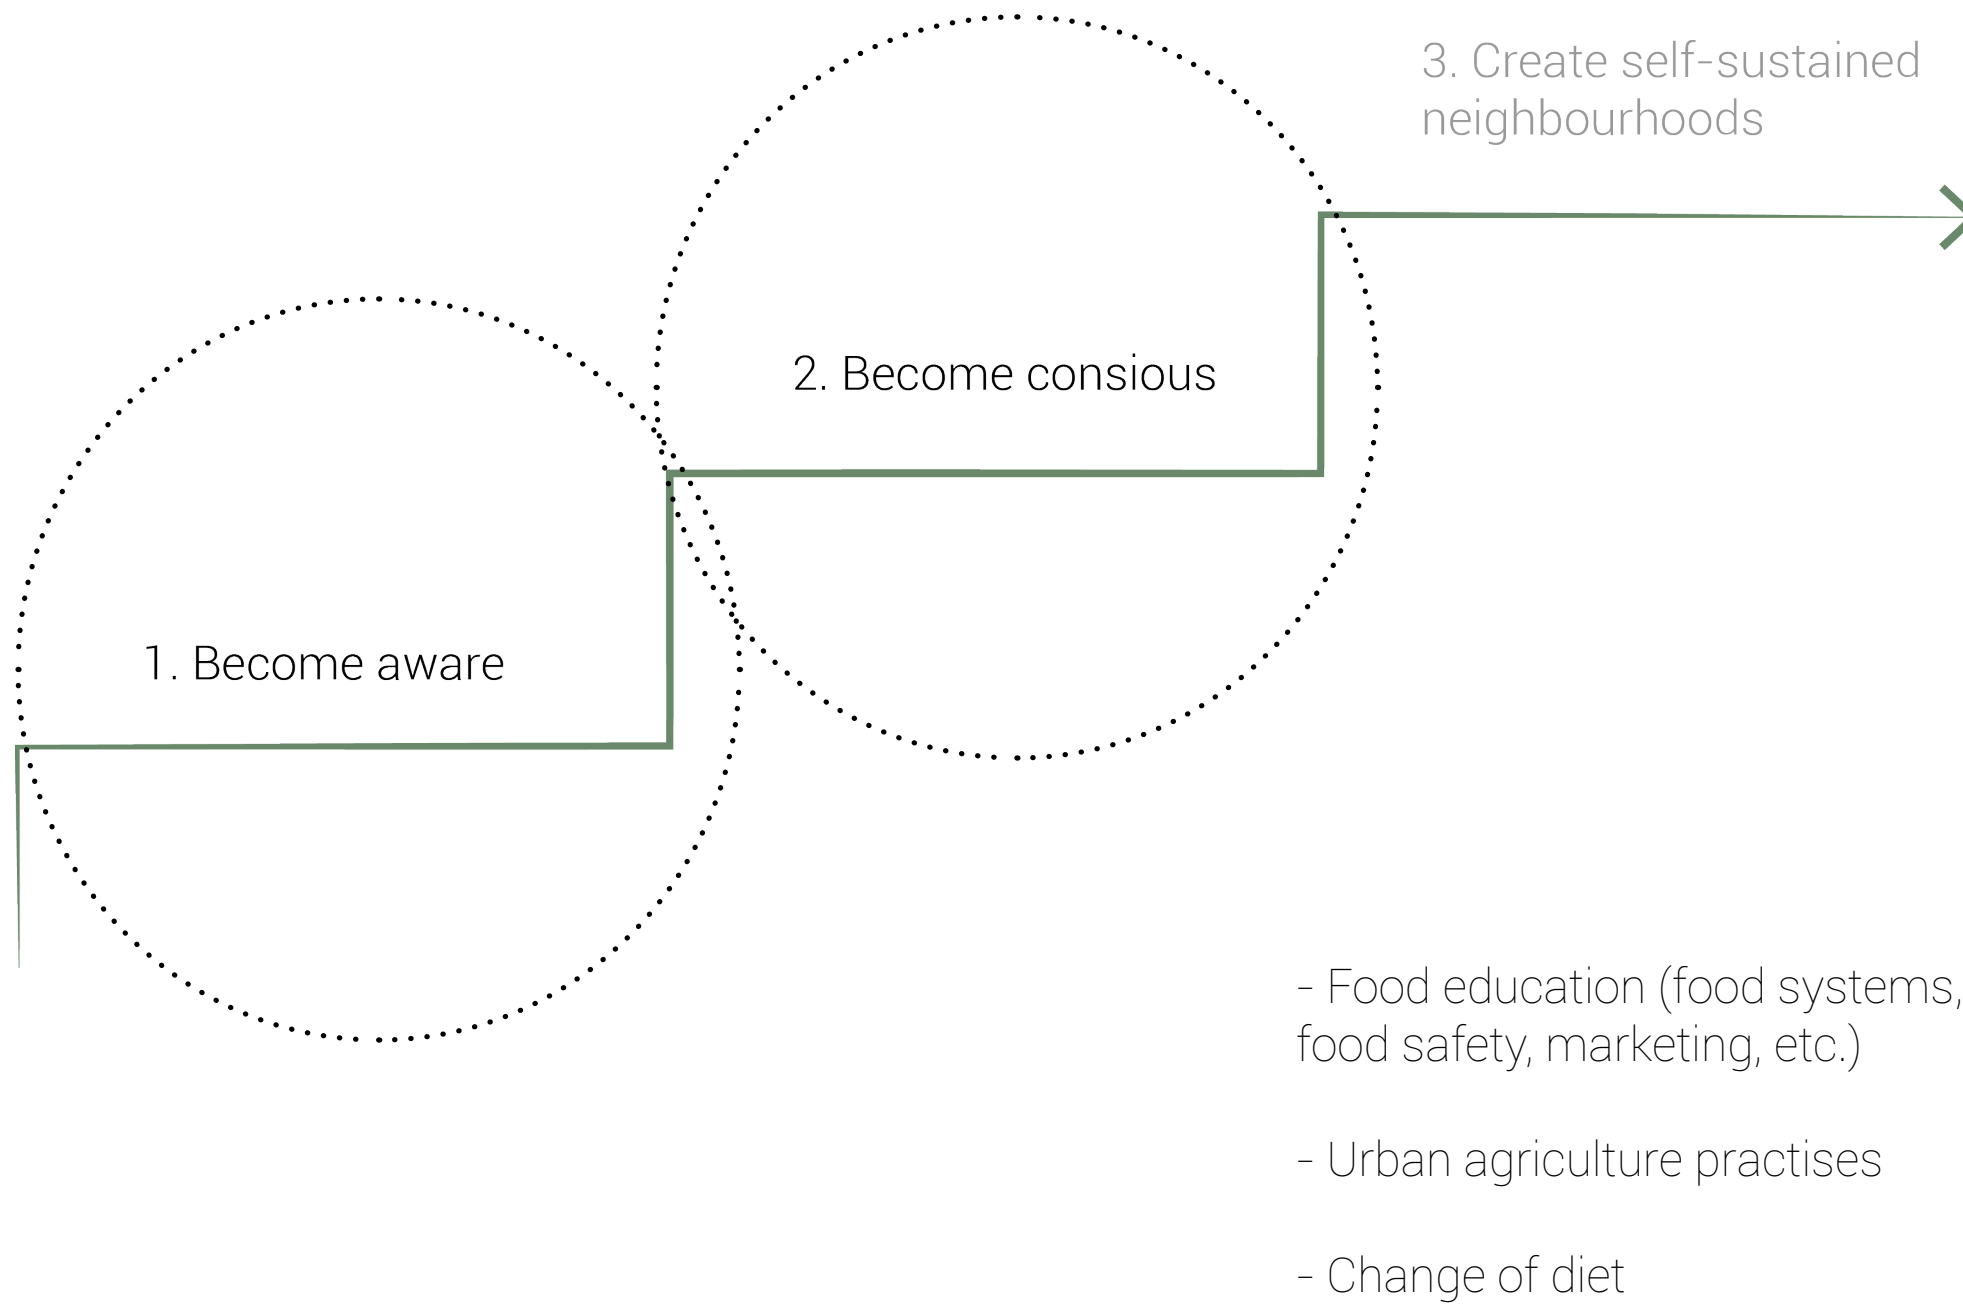 3. Create self-sustained
neighbourhoods
2. Become consious
1. Become aware
- Food education (food systems,
food safety, marketing, etc.)
- Urban agriculture practises
- Change of diet